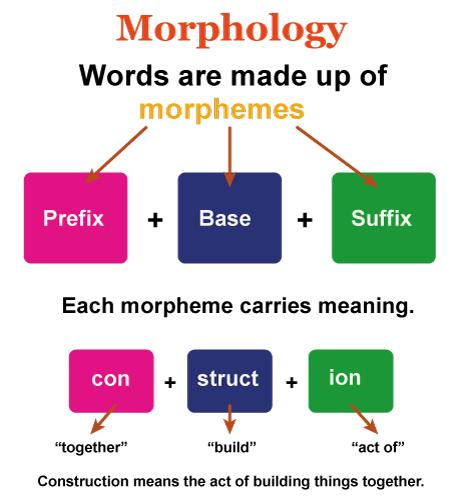 Morphology
Words are made up of
morphemes
Prefix + Base + Suffix
Each morpheme carries meaning.
con + struct + ion
“together” “build” “act of”
Construction means the act of building things together.